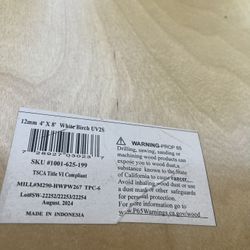 12mm 4' X 8' White Birch UV2S
SKU #1001-625-199
TSCA Title VI Compliant
MILL#M290-HWPW267 TPC-6
Lot#SW-22252/22253/22254
August. 2024
MADE IN INDONESIA
WARNING-PROP 65
Drilling, sawing, sanding or
machining wood products can
expose you to wood dust, a
substance known to the State
of California to cause cancer.
Avoid inhaling wood dust or
use a dust mask or other
safeguards for personal
protection.
For more information go to
www.P65Warnings.ca.gov/wood